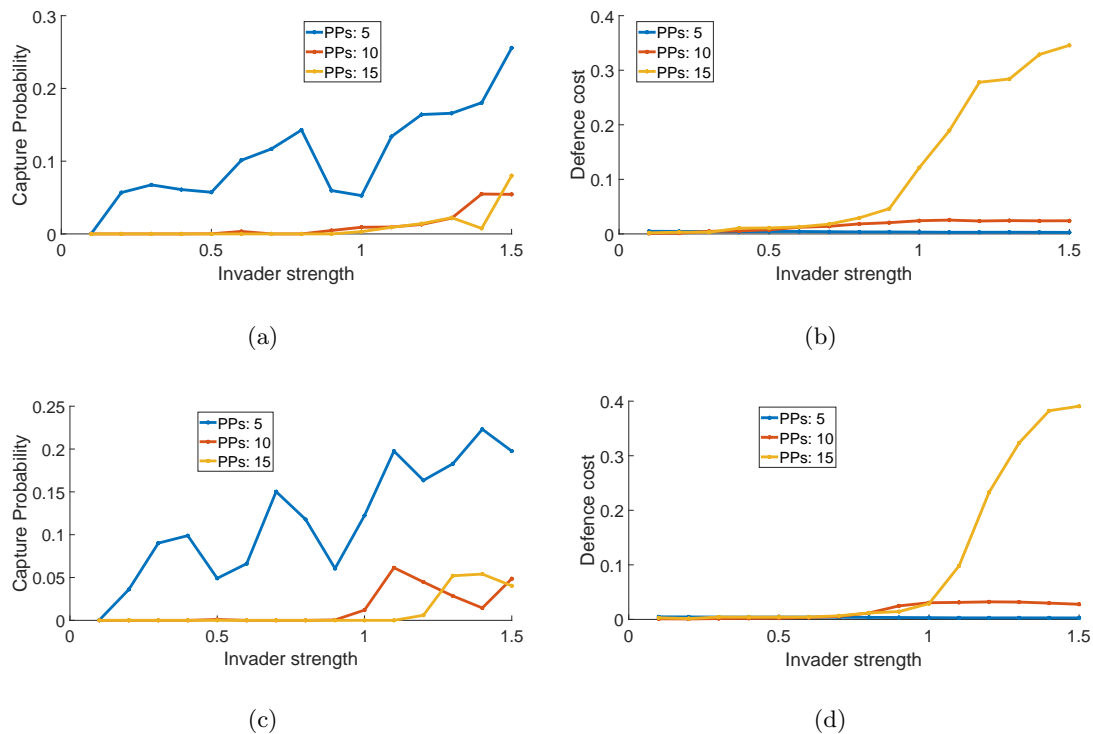 Capture Probability
0.3
0.2
0.1
0
0.5
1
1.5
Invader strength
PPs: 5
PPs: 10
PPs: 15
(a)
Defence cost
0.4
0.3
0.2
0.1
0
0
0.5
1
1.5
Invader strength
PPs: 5
PPs: 10
PPs: 15
(b)
Capture Probability
0.25
0.2
0.15
0.1
0.05
0
0
0.5
1
1.5
Invader strength
PPs: 5
PPs: 10
PPs: 15
(c)
Defence cost
0.4
0.3
0.2
0.1
0
0
0.5
1
1.5
Invader strength
PPs: 5
PPs: 10
PPs: 15
(d)